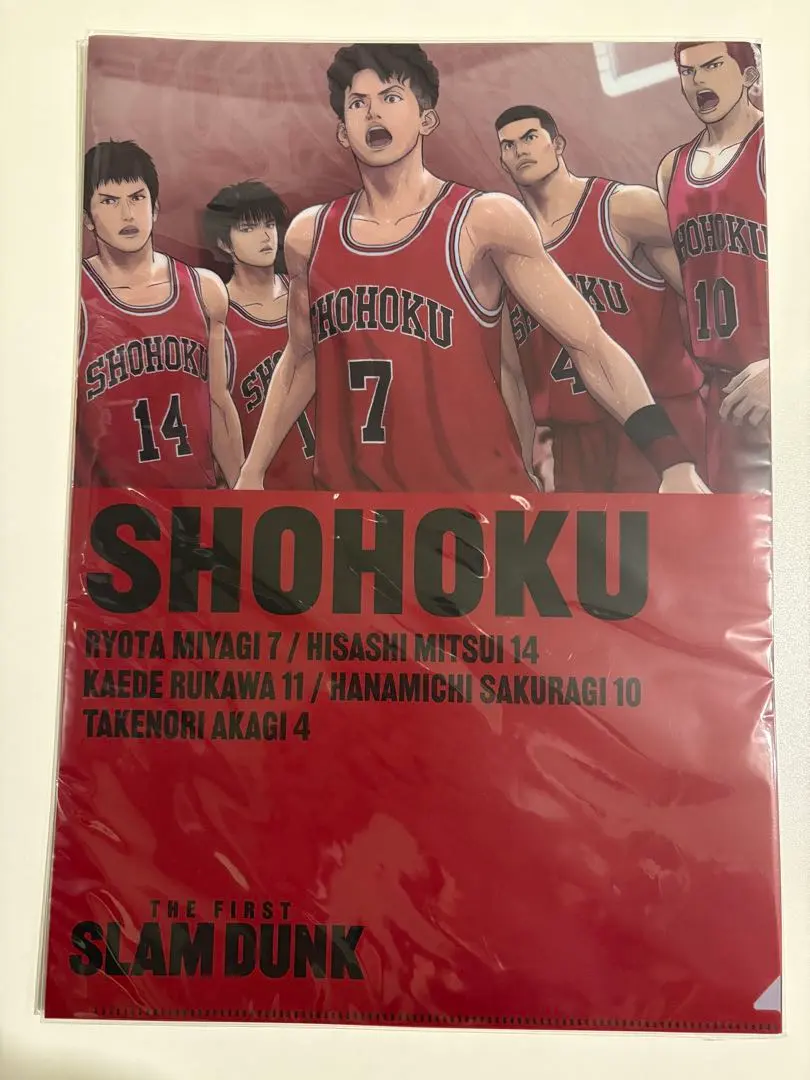 SHOHOKU
14
SHOHOKU
7
4
SHOHOKU
10
SHOHOKU
RYOTA MIYAGI 7 / HISASHI MITSUI 14
KAEDE RUKAWA 11 / HANAMICHI SAKURAGI 10
TAKENORI AKAGI 4
THE FIRST
SLAM DUNK